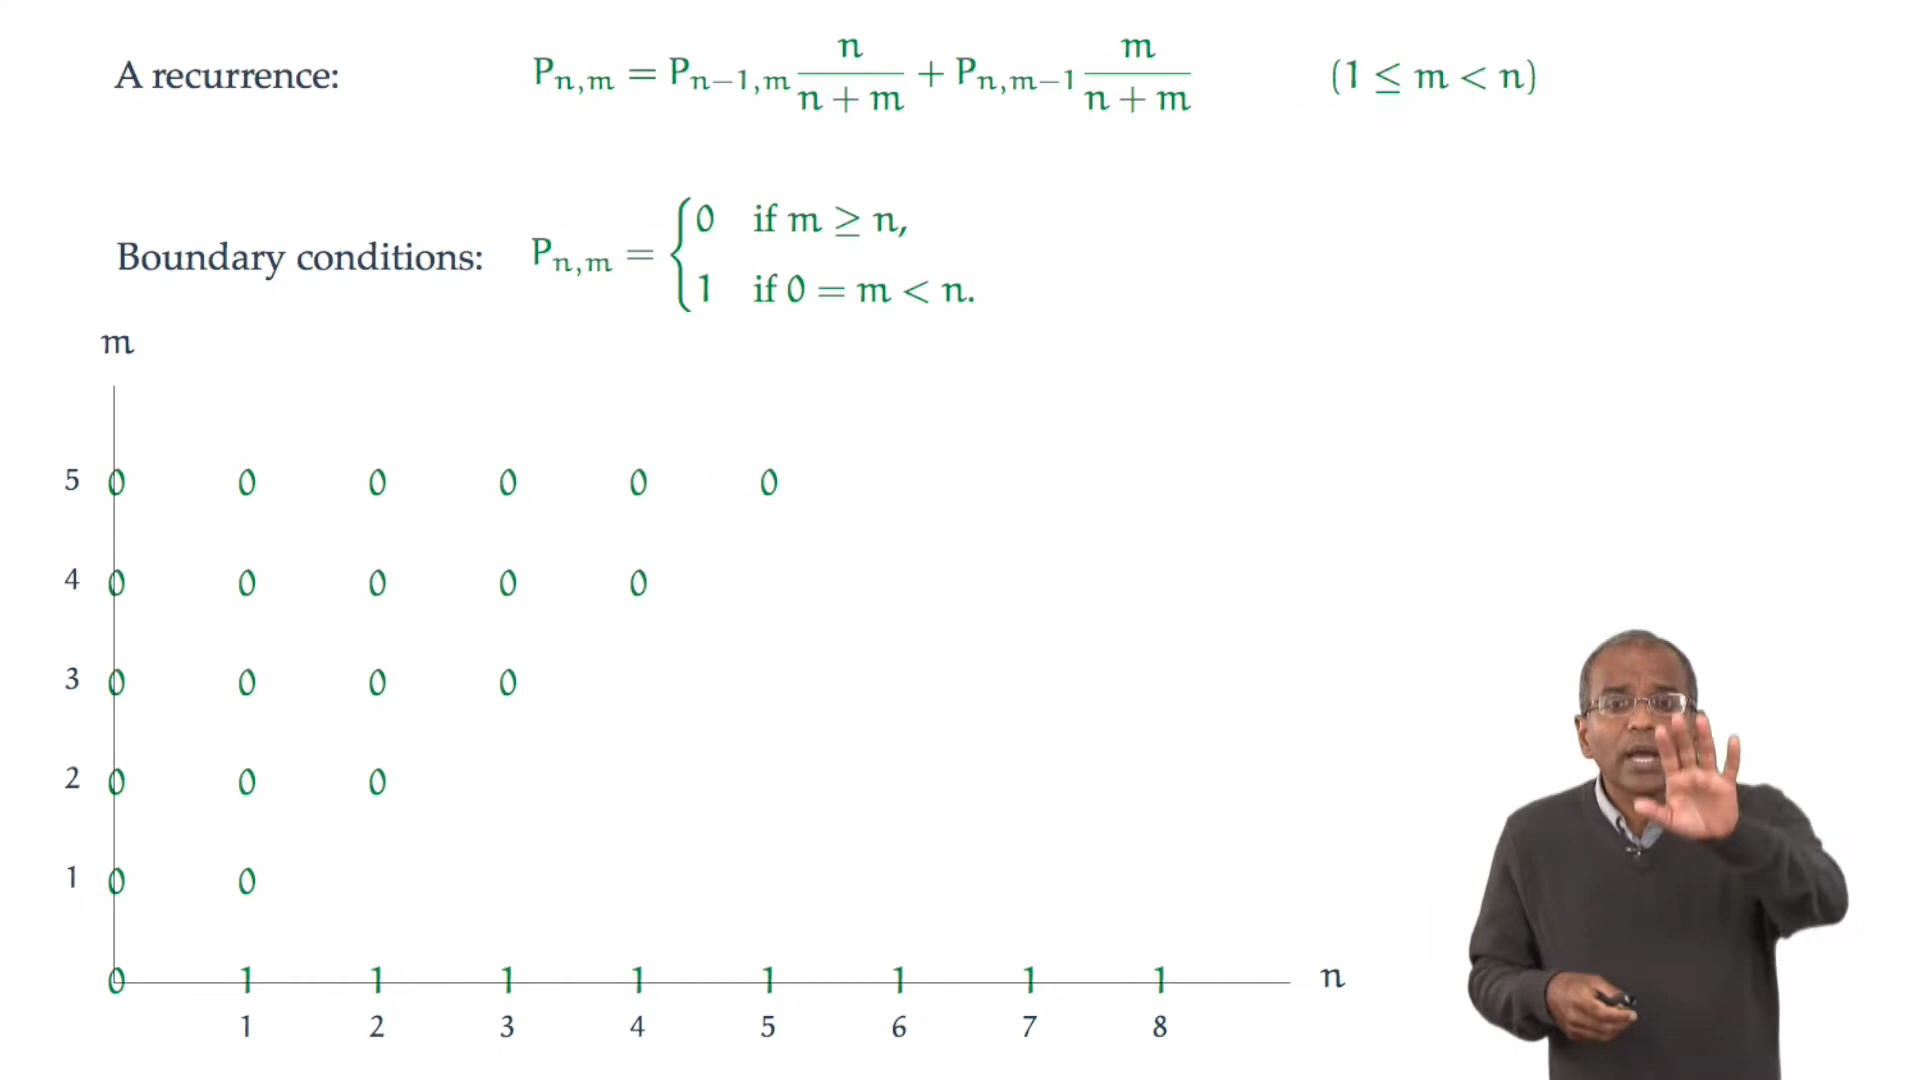 A recurrence: P_{n,m} = P_{n−1,m} \frac{n}{n + m} + P_{n,m−1} \frac{m}{n + m} (1 ≤ m < n)
Boundary conditions: P_{n,m} = { 0 if m ≥ n,
1 if 0 = m < n.
m
5 0 0 0 0 0 0
4 0 0 0 0 0
3 0 0 0 0
2 0 0 0
1 0 0
0 1 1 1 1 1 1 1 1 n
1 2 3 4 5 6 7 8